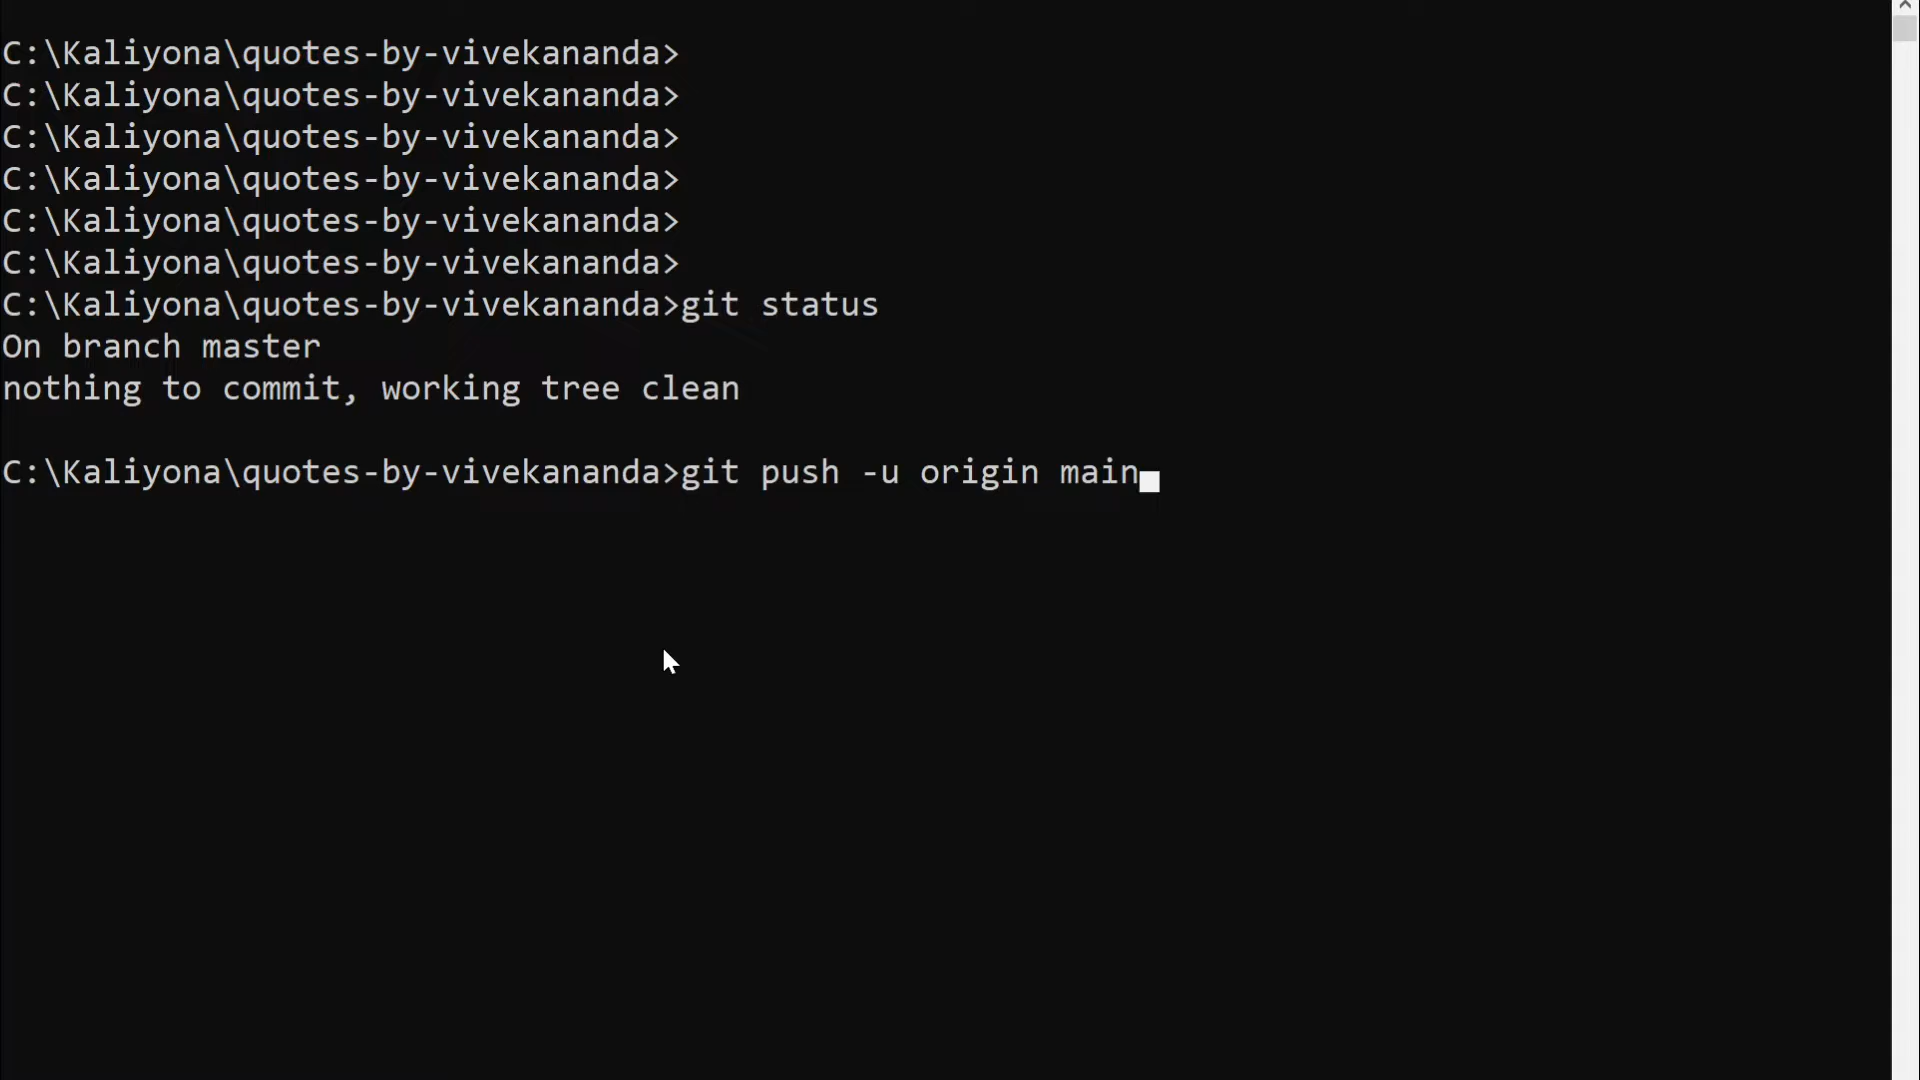 C:\Kaliyona\quotes-by-vivekananda>
C:\Kaliyona\quotes-by-vivekananda>
C:\Kaliyona\quotes-by-vivekananda>
C:\Kaliyona\quotes-by-vivekananda>
C:\Kaliyona\quotes-by-vivekananda>
C:\Kaliyona\quotes-by-vivekananda>
C:\Kaliyona\quotes-by-vivekananda>git status
On branch master
nothing to commit, working tree clean
C:\Kaliyona\quotes-by-vivekananda>git push -u origin main